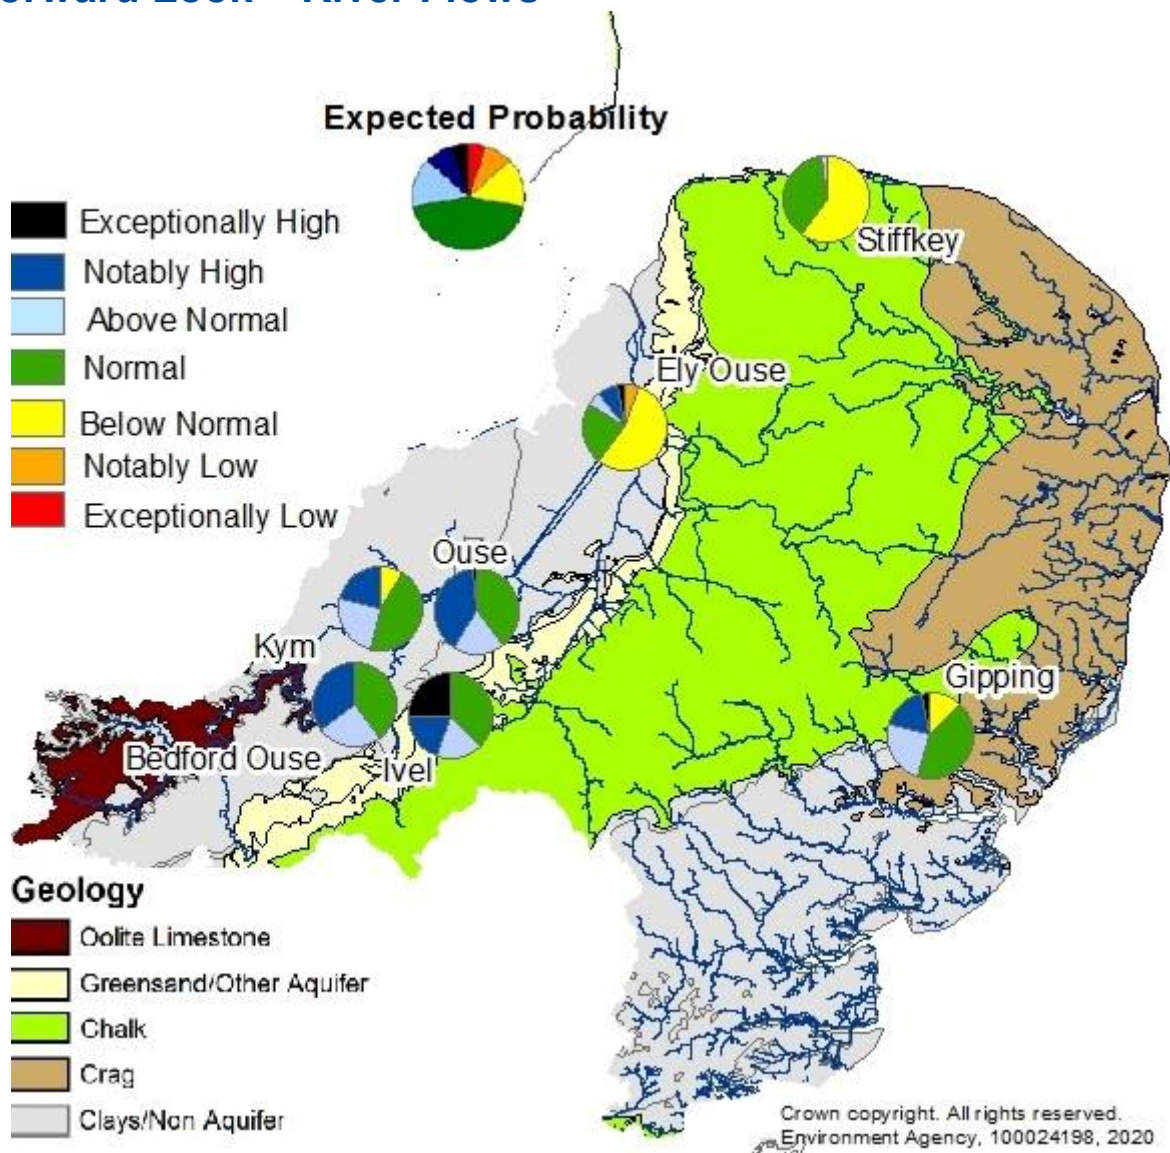 Expected Probability
Exceptionally High
Notably High
Above Normal
Normal
Below Normal
Notably Low
Exceptionally Low
Stiffkey
Ely Ouse
Ouse
Kym
Gipping
Bedford Ouse
Ivel
Geology
Oolite Limestone
Greensand/Other Aquifer
Chalk
Crag
Clays/Non Aquifer
Crown copyright. All rights reserved.
Environment Agency, 100024198, 2020